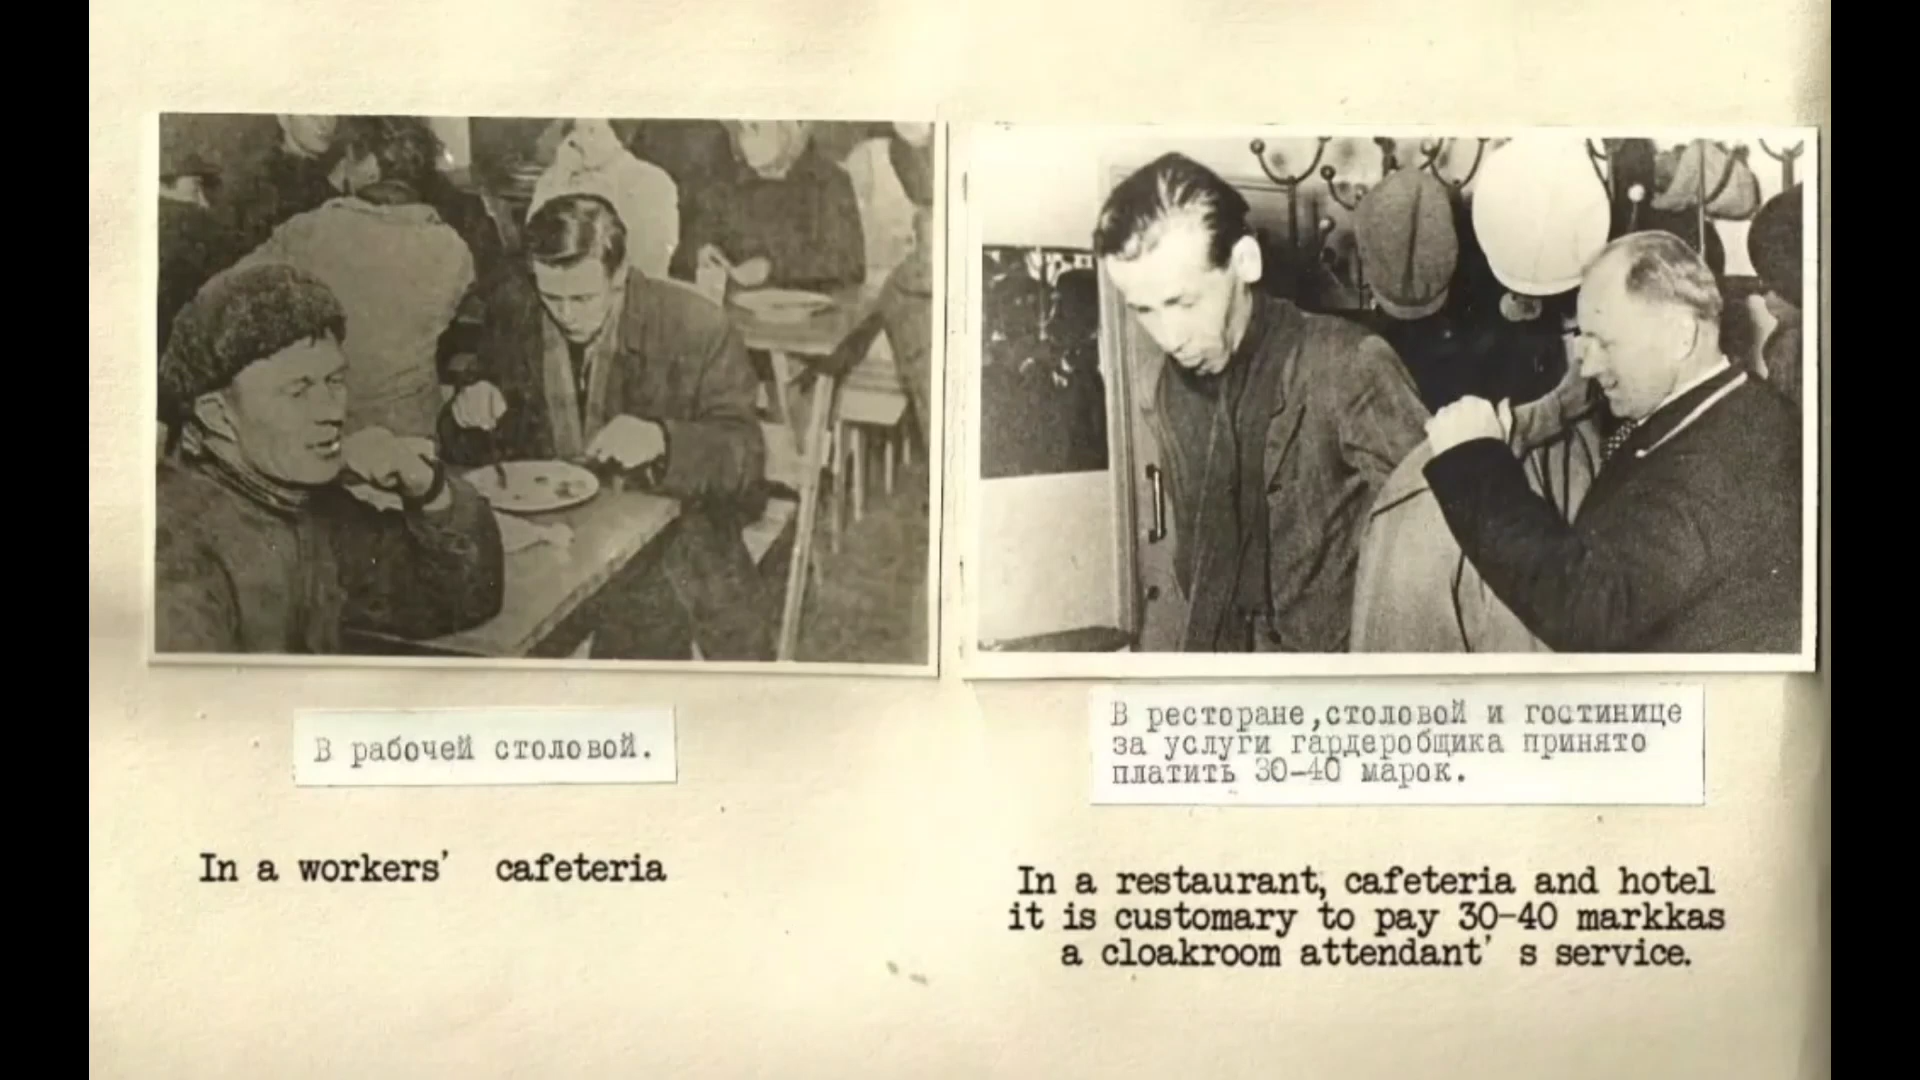 В рабочей столовой.
In a workers' cafeteria
В ресторане, столовой и гостинице
за услуги гардеробщика принято
платить 30-40 марок.
In a restaurant, cafeteria and hotel
it is customary to pay 30-40 markkas
a cloakroom attendant's service.